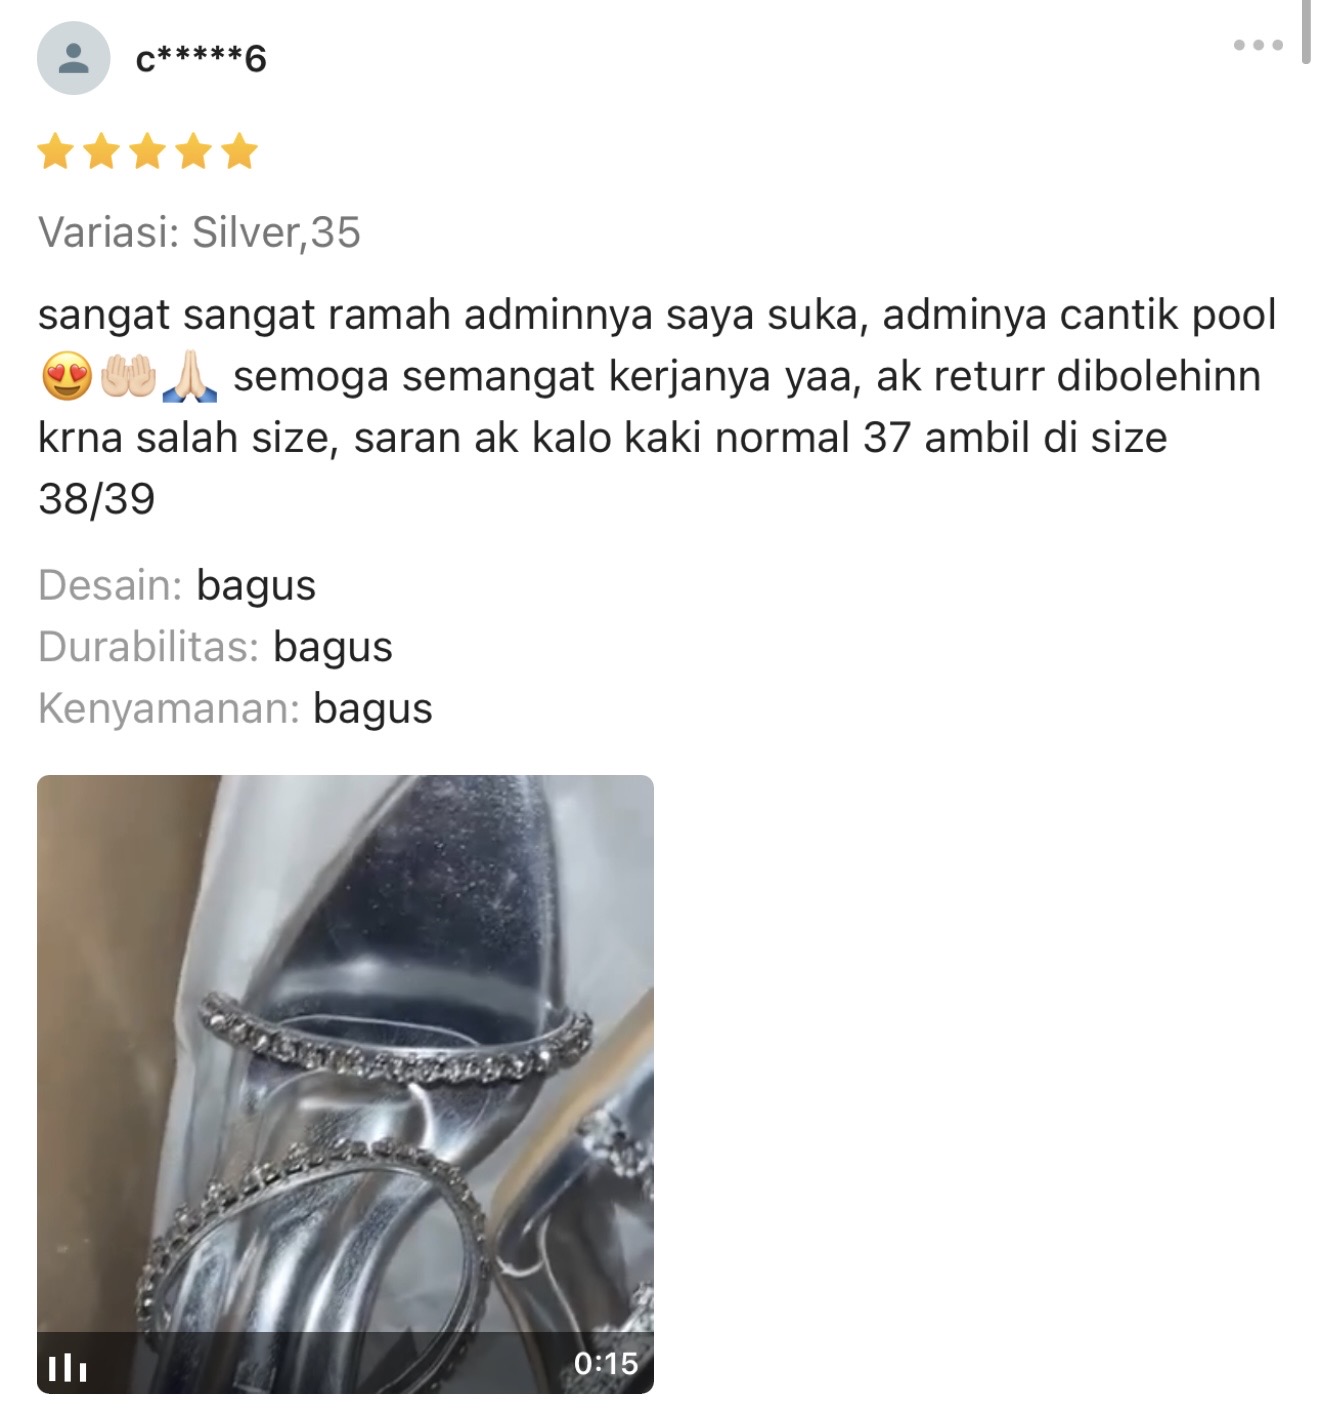 c*****6
Variasi: Silver,35
sangat sangat ramah adminnya saya suka, adminya cantik pool
😍🤲🏻🙏🏻 semoga semangat kerjanya yaa, ak returr dibolehinn
krna salah size, saran ak kalo kaki normal 37 ambil di size
38/39
Desain: bagus
Durabilitas: bagus
Kenyamanan: bagus
0:15